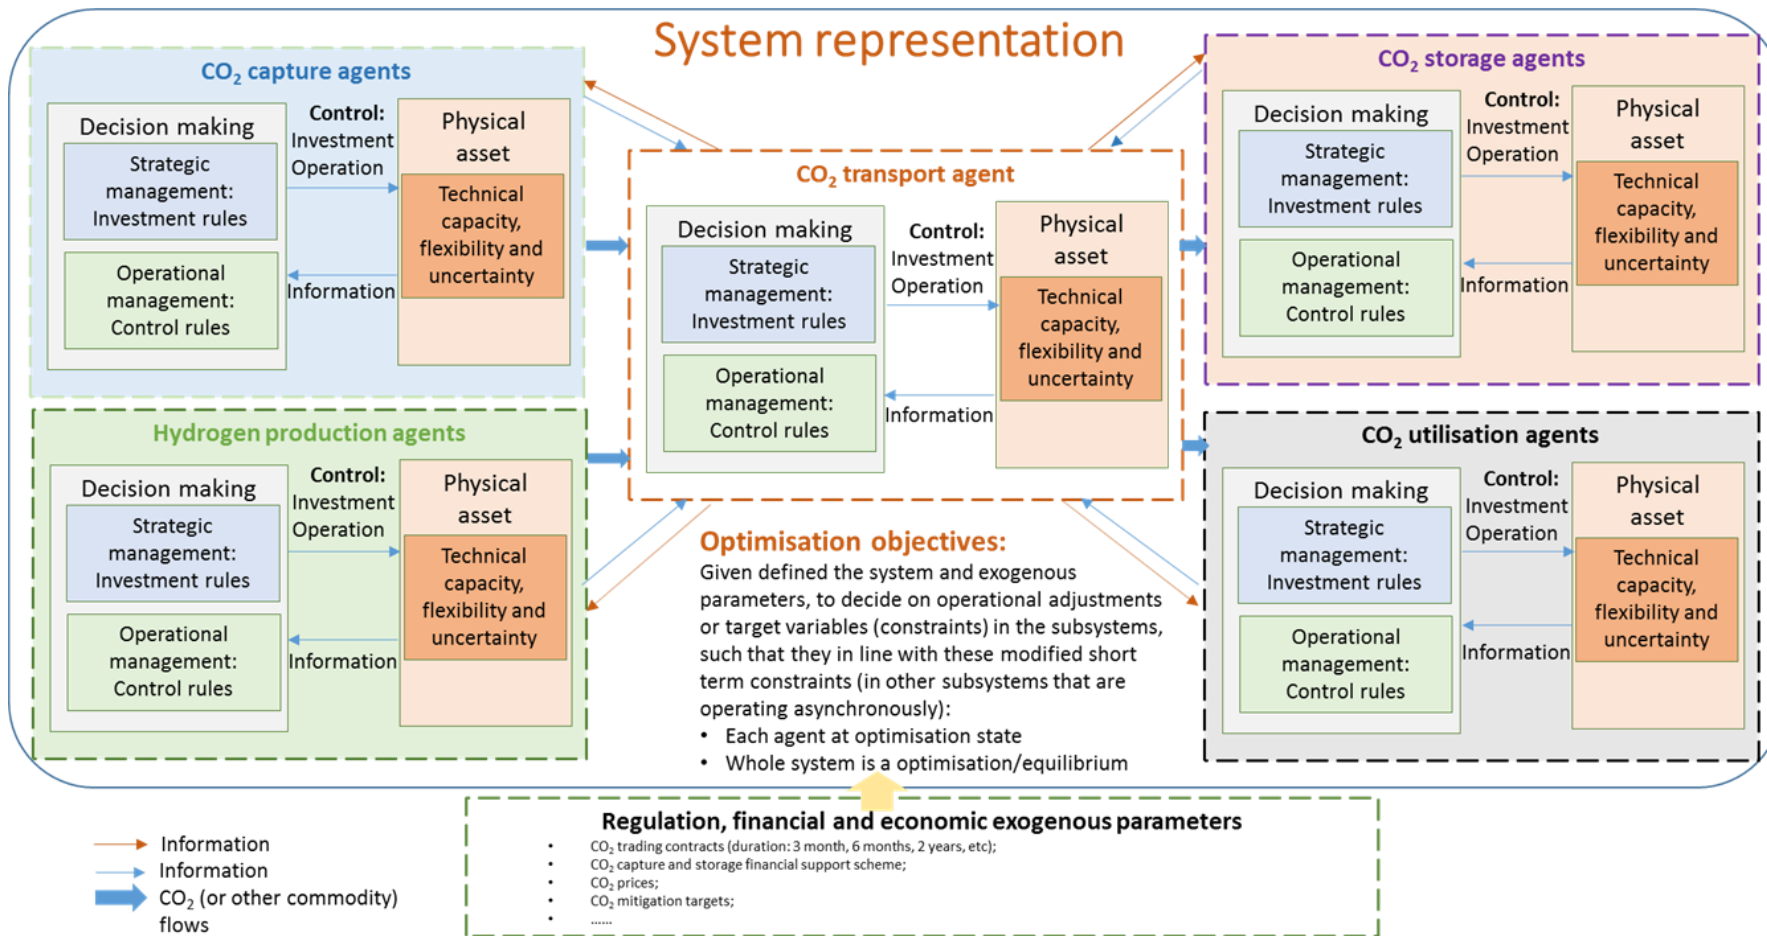 System representation
CO₂ capture agents
Decision making
Strategic
management:
Investment rules
Operational
management:
Control rules
Control:
Investment
Operation
Information
Physical
asset
Technical
capacity,
flexibility and
uncertainty
Hydrogen production agents
Decision making
Strategic
management:
Investment rules
Operational
management:
Control rules
Control:
Investment
Operation
Information
Physical
asset
Technical
capacity,
flexibility and
uncertainty
CO₂ transport agent
Decision making
Strategic
management:
Investment rules
Operational
management:
Control rules
Control:
Investment
Operation
Information
Physical
asset
Technical
capacity,
flexibility and
uncertainty
CO₂ storage agents
Decision making
Strategic
management:
Investment rules
Operational
management:
Control rules
Control:
Investment
Operation
Information
Physical
asset
Technical
capacity,
flexibility and
uncertainty
CO₂ utilisation agents
Decision making
Strategic
management:
Investment rules
Operational
management:
Control rules
Control:
Investment
Operation
Information
Physical
asset
Technical
capacity,
flexibility and
uncertainty
Optimisation objectives:
Given defined the system and exogenous
parameters, to decide on operational adjustments
or target variables (constraints) in the subsystems,
such that they in line with these modified short
term constraints (in other subsystems that are
operating asynchronously):
• Each agent at optimisation state
• Whole system is a optimisation/equilibrium
Regulation, financial and economic exogenous parameters
• CO₂ trading contracts (duration: 3 month, 6 months, 2 years, etc);
• CO₂ capture and storage financial support scheme;
• CO₂ prices;
• CO₂ mitigation targets;
• ......
Information
Information
CO₂ (or other commodity)
flows